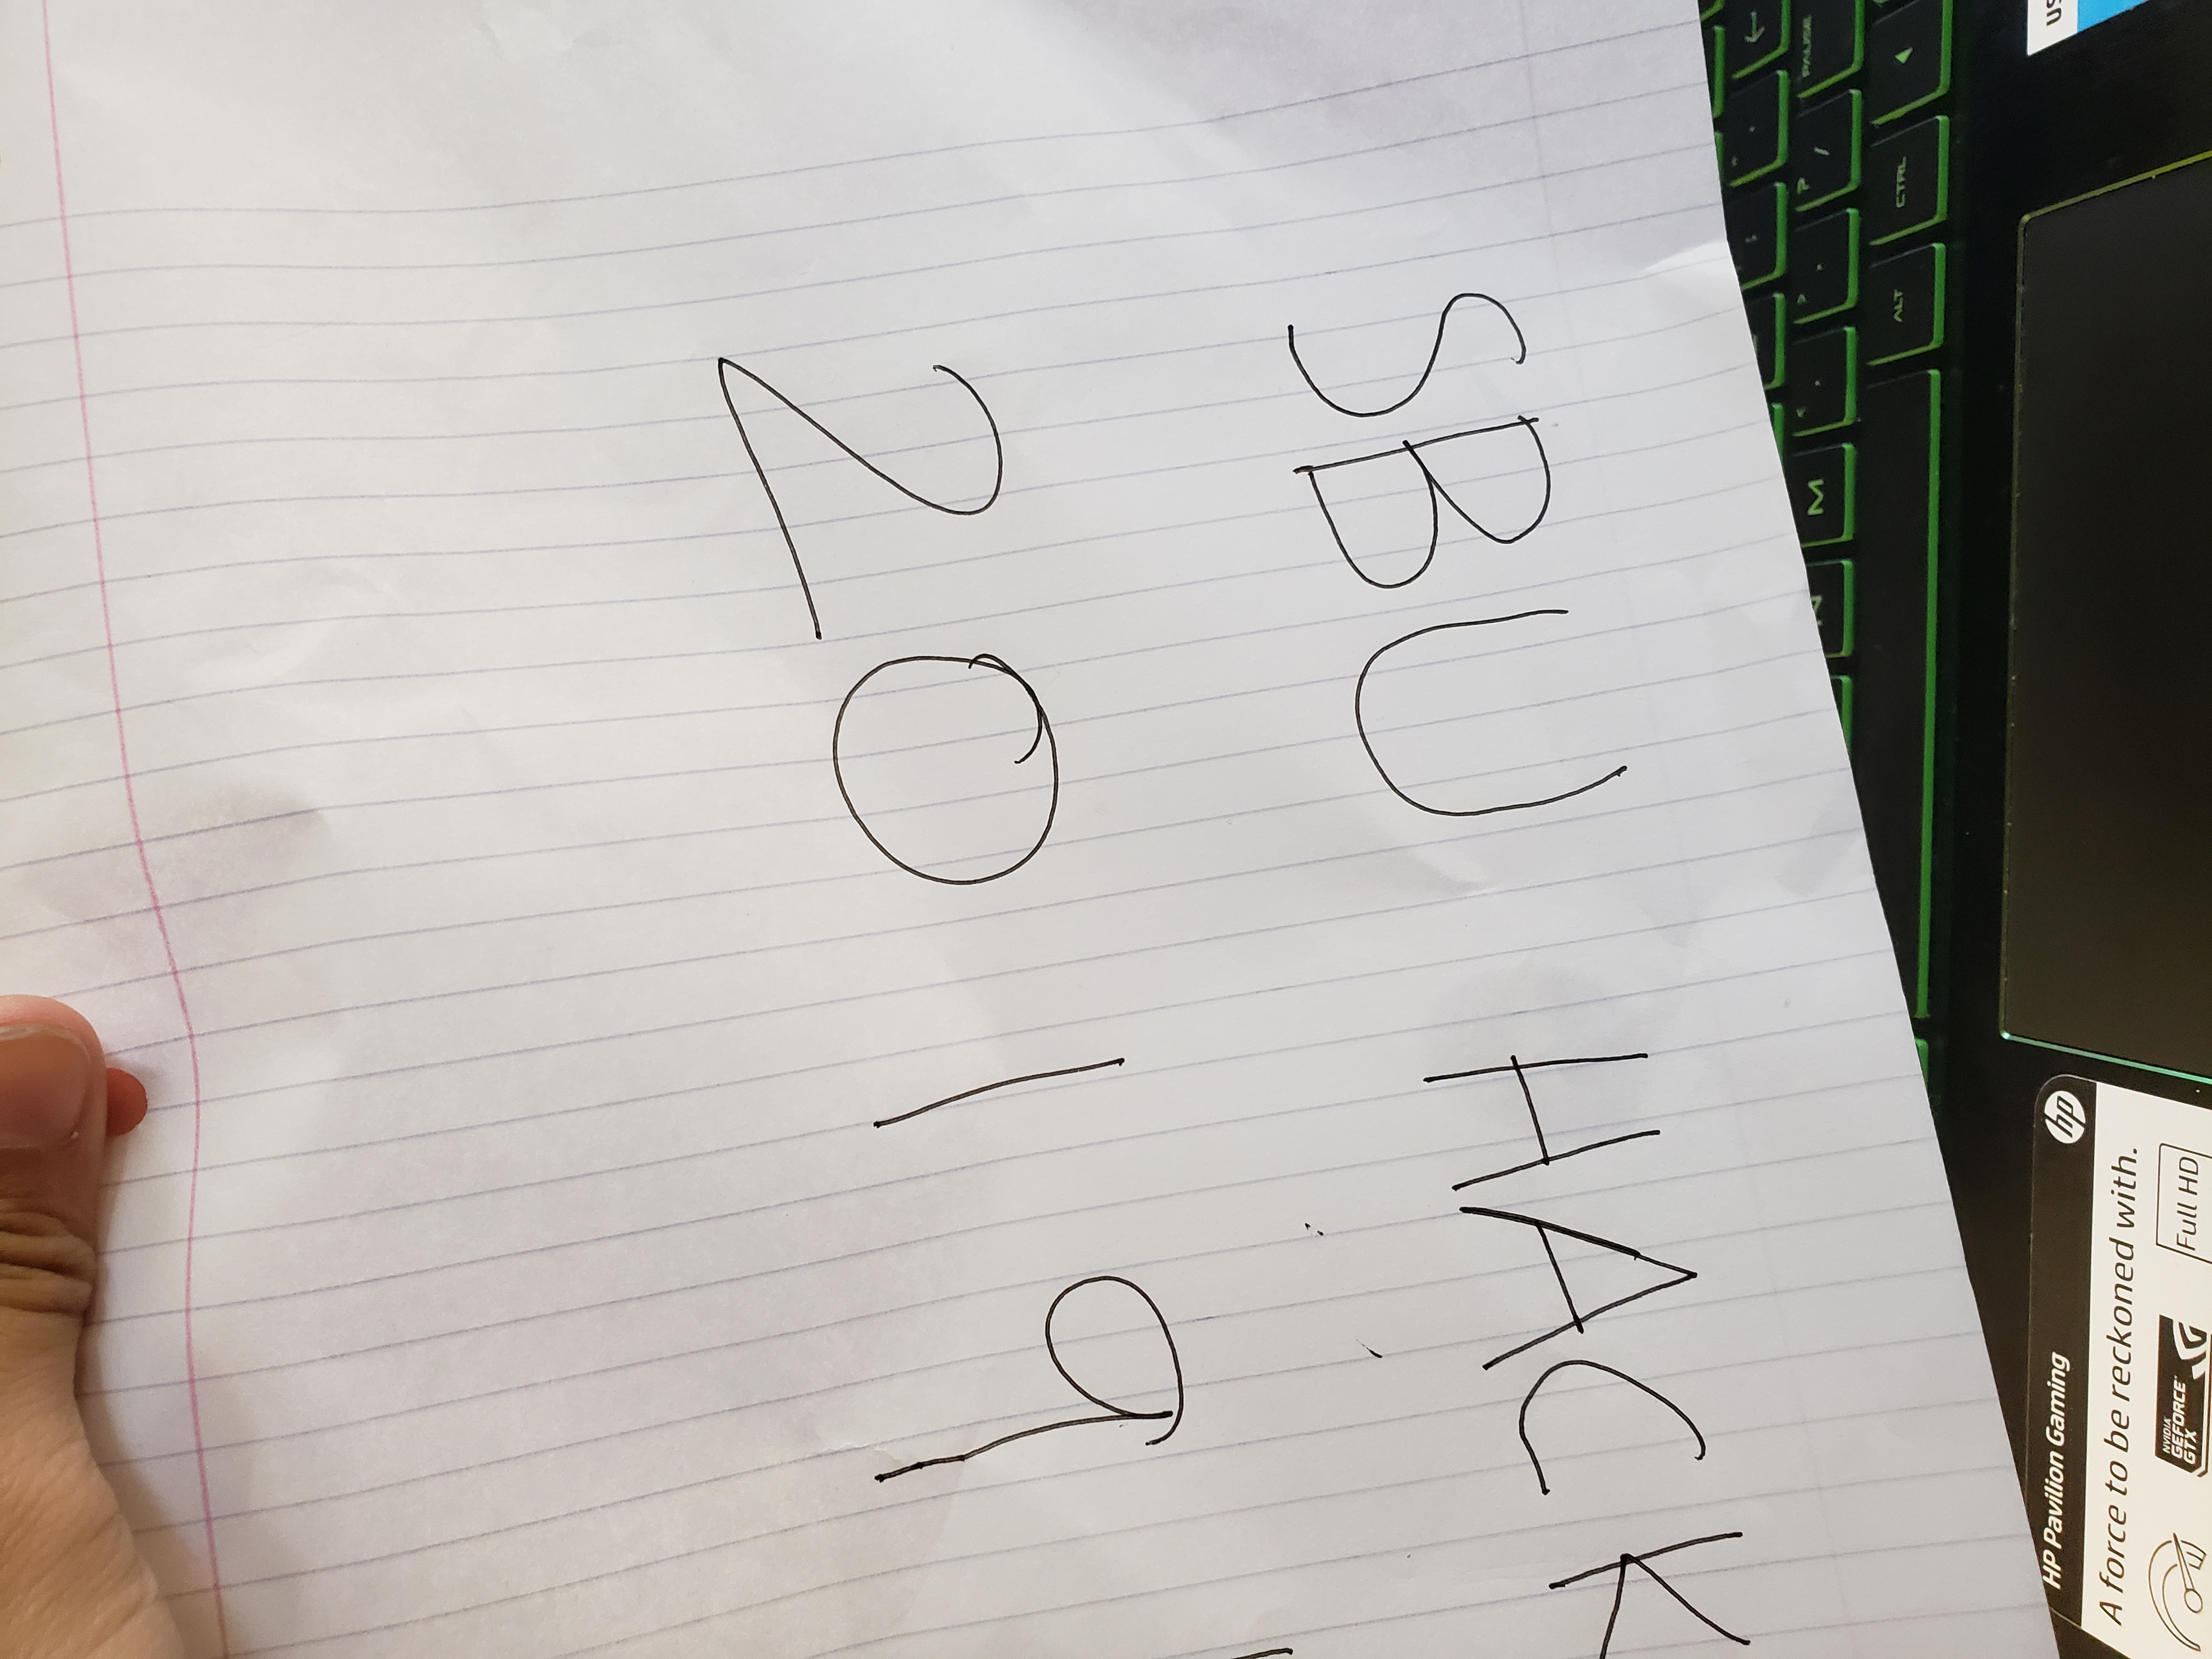 SBU HACK
2019
M
ALT
CTRL
PAUSE
HP Pavilion Gaming
hp
A force to be reckoned with.
NVIDIA
GEFORCE
GTX
Full HD